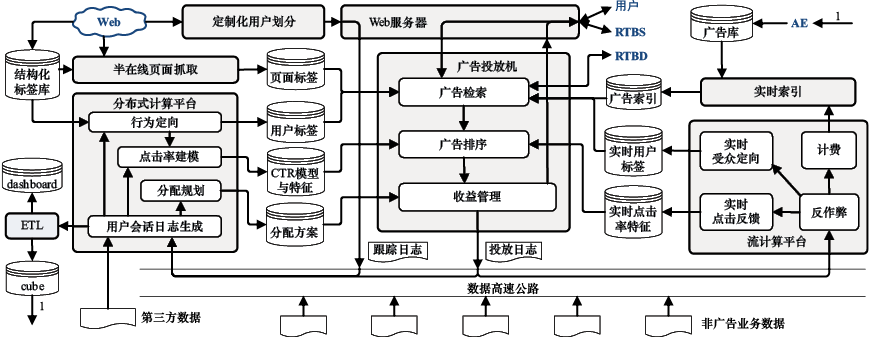 Web
定制化用户划分
Web服务器
用户
RTBS
RTBD
广告库
AE
1
结构化
标签库
半在线页面抓取
页面标签
广告投放机
广告检索
广告索引
实时索引
分布式计算平台
行为定向
用户标签
点击率建模
CTR模型
与特征
广告排序
实时用户
标签
实时
受众定向
计费
dashboard
分配规划
收益管理
实时点击
率特征
实时
点击反馈
反作弊
ETL
用户会话日志生成
分配方案
流计算平台
跟踪日志
投放日志
cube
数据高速公路
1
第三方数据
非广告业务数据